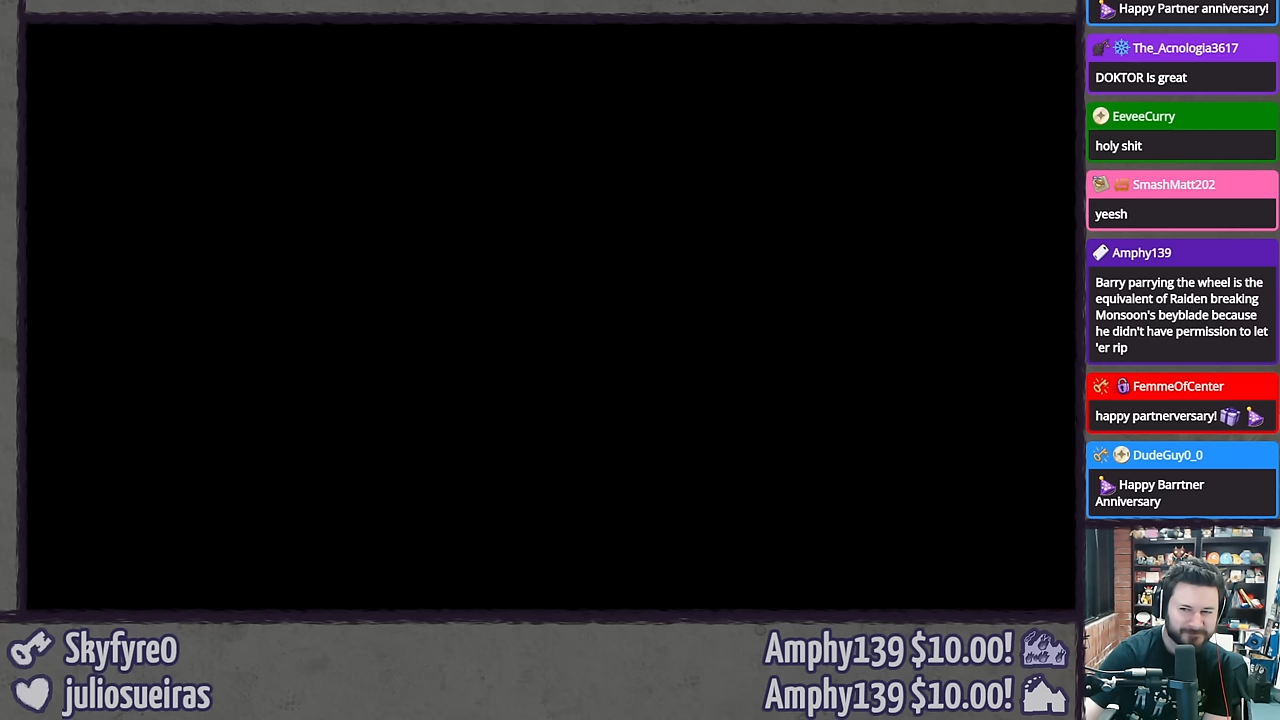 Happy Partner anniversary!
The_Acnologia3617
DOKTOR Is great
EeveeCurry
holy shit
SmashMatt202
yeesh
Amphy139
Barry parrying the wheel is the
equivalent of Raiden breaking
Monsoon's beyblade because
he didn't have permission to let
'er rip
FemmeOfCenter
happy partnerversary!
DudeGuy0_0
Happy Barrtner
Anniversary
Skyfyre0
juliosueiras
Amphy139 $10.00!
Amphy139 $10.00!